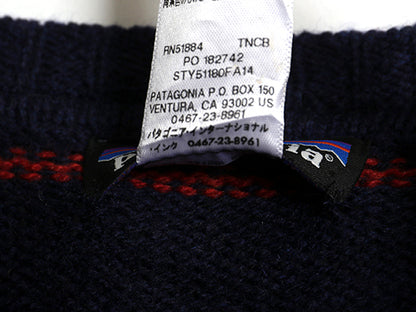 RN51884 TNCB
PO 182742
STY51180FA14
PATAGONIA P.O. BOX 150
VENTURA, CA 93002 US
0467-23-8961
パタゴニア・インターナショナル
インク 0467-23-8961